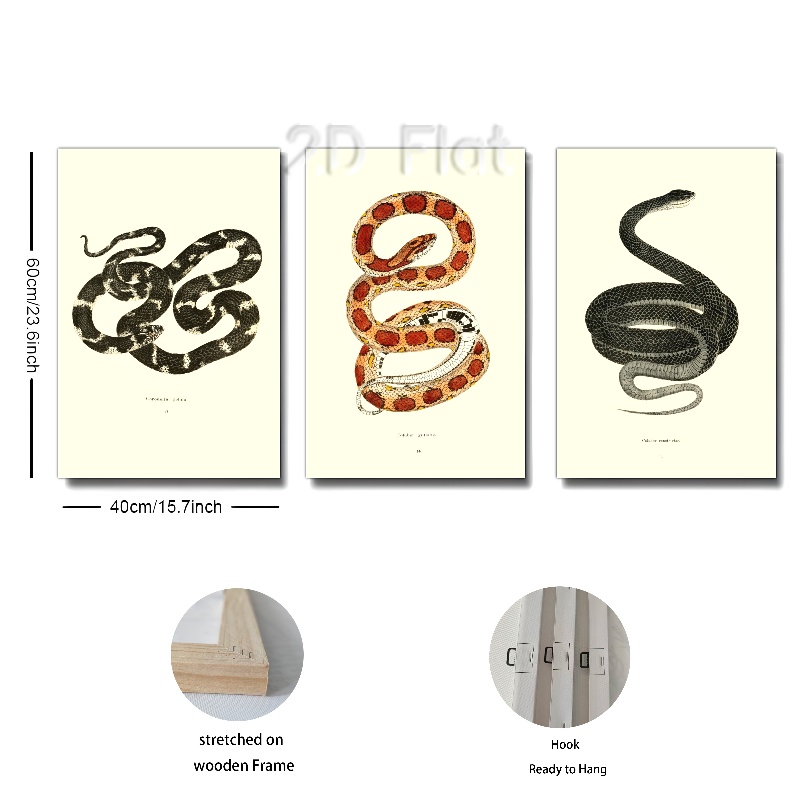 2D Flat
60cm/23.6inch
40cm/15.7inch
stretched on
wooden Frame
Hook
Ready to Hang